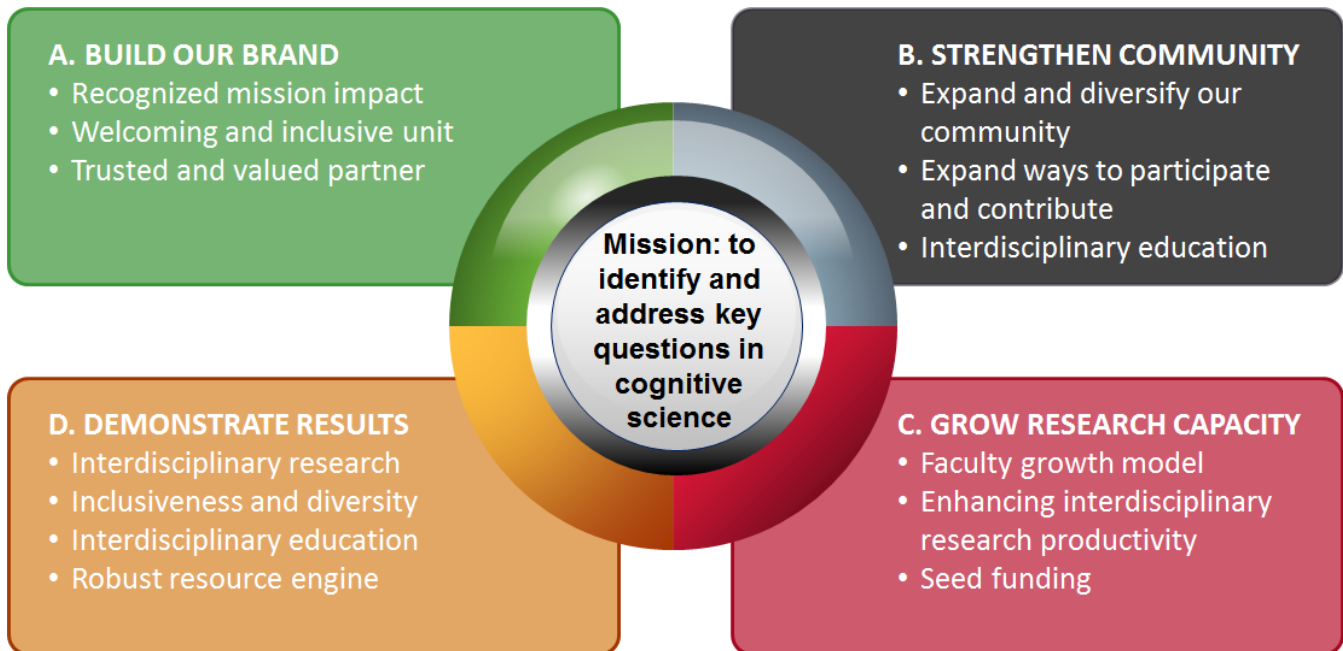 A. BUILD OUR BRAND
• Recognized mission impact
• Welcoming and inclusive unit
• Trusted and valued partner
B. STRENGTHEN COMMUNITY
• Expand and diversify our
community
• Expand ways to participate
and contribute
• Interdisciplinary education
Mission: to
identify and
address key
questions in
cognitive
science
D. DEMONSTRATE RESULTS
• Interdisciplinary research
• Inclusiveness and diversity
• Interdisciplinary education
• Robust resource engine
C. GROW RESEARCH CAPACITY
• Faculty growth model
• Enhancing interdisciplinary
research productivity
• Seed funding